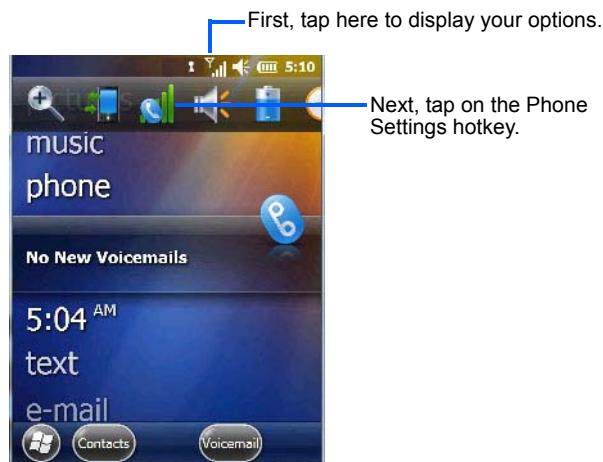 First, tap here to display your options.
5:10
pictures
Next, tap on the Phone
Settings hotkey.
music
phone
No New Voicemails
5:04 AM
text
e-mail
Contacts
Voicemail